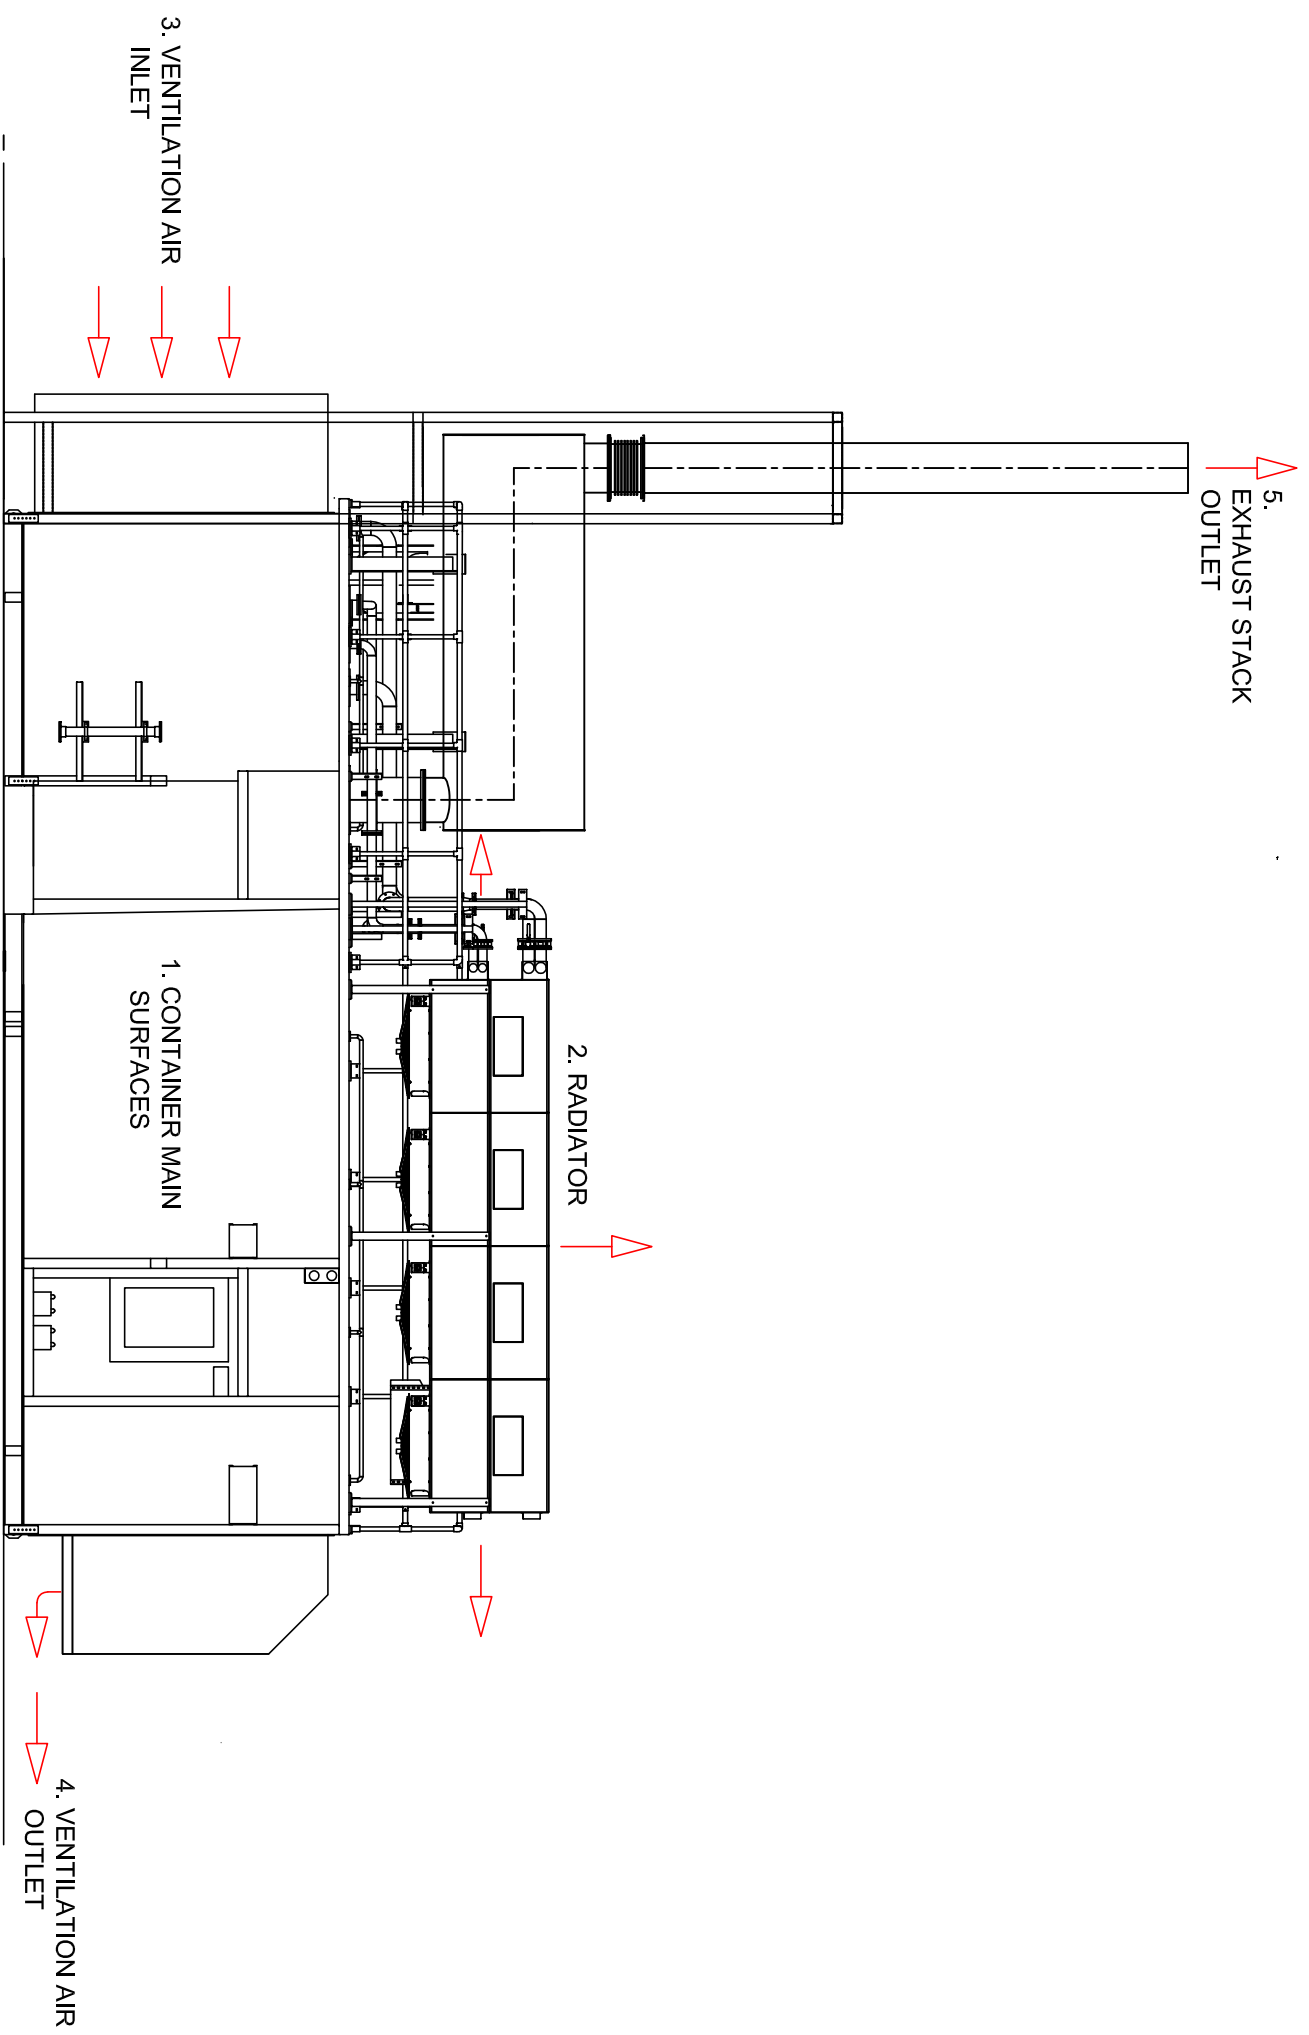 5.
EXHAUST STACK
OUTLET
2. RADIATOR
3. VENTILATION AIR
INLET
1. CONTAINER MAIN
SURFACES
4. VENTILATION AIR
OUTLET